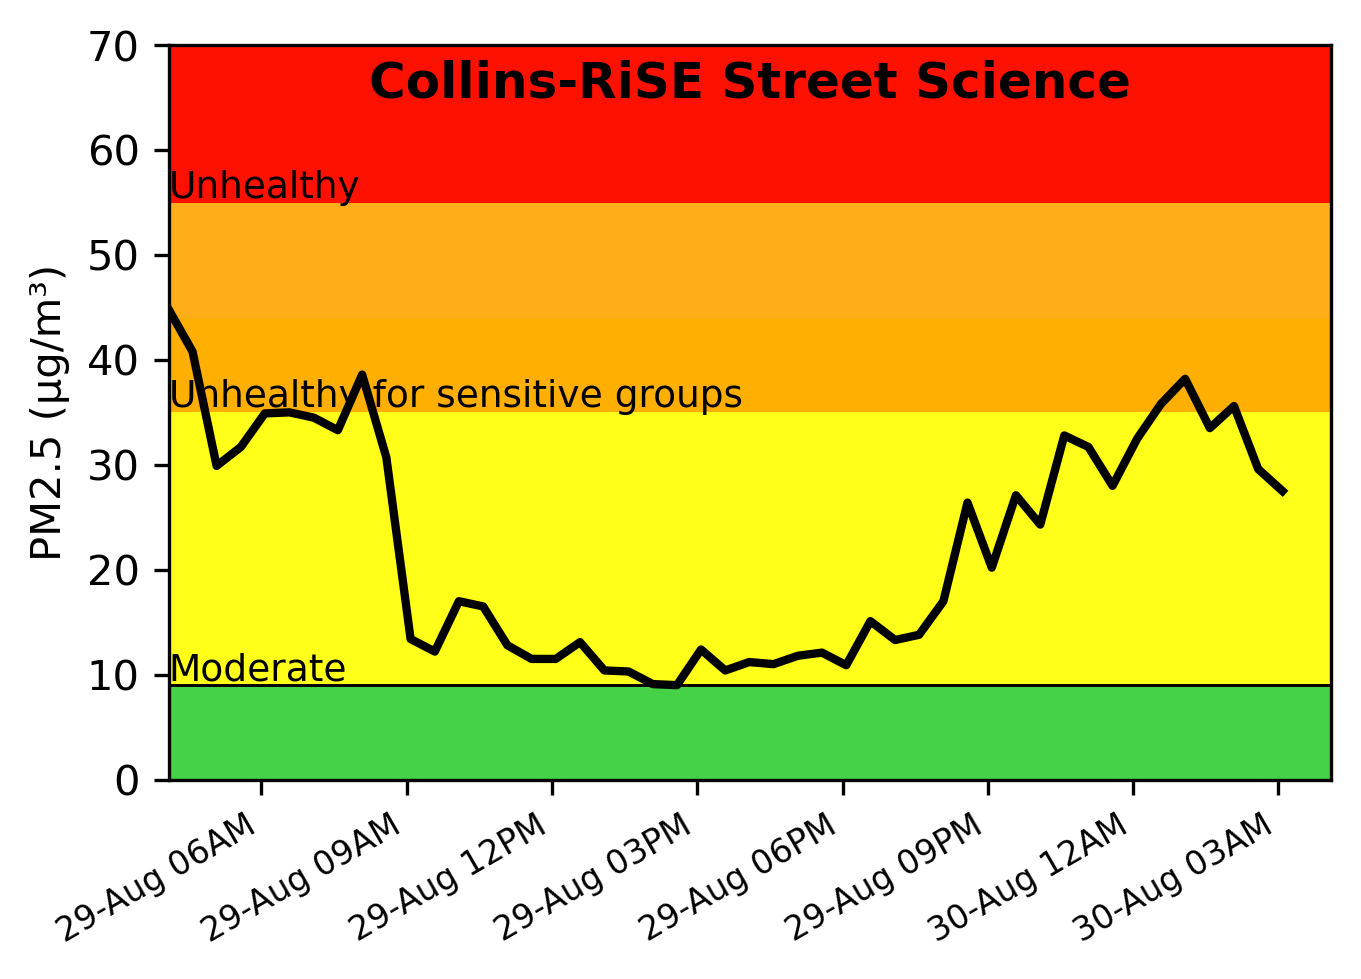 Collins-RiSE Street Science
PM2.5 (µg/m³)
70
60
50
40
30
20
10
0
Unhealthy
Unhealthy for sensitive groups
Moderate
29-Aug 06AM
29-Aug 09AM
29-Aug 12PM
29-Aug 03PM
29-Aug 06PM
29-Aug 09PM
30-Aug 12AM
30-Aug 03AM